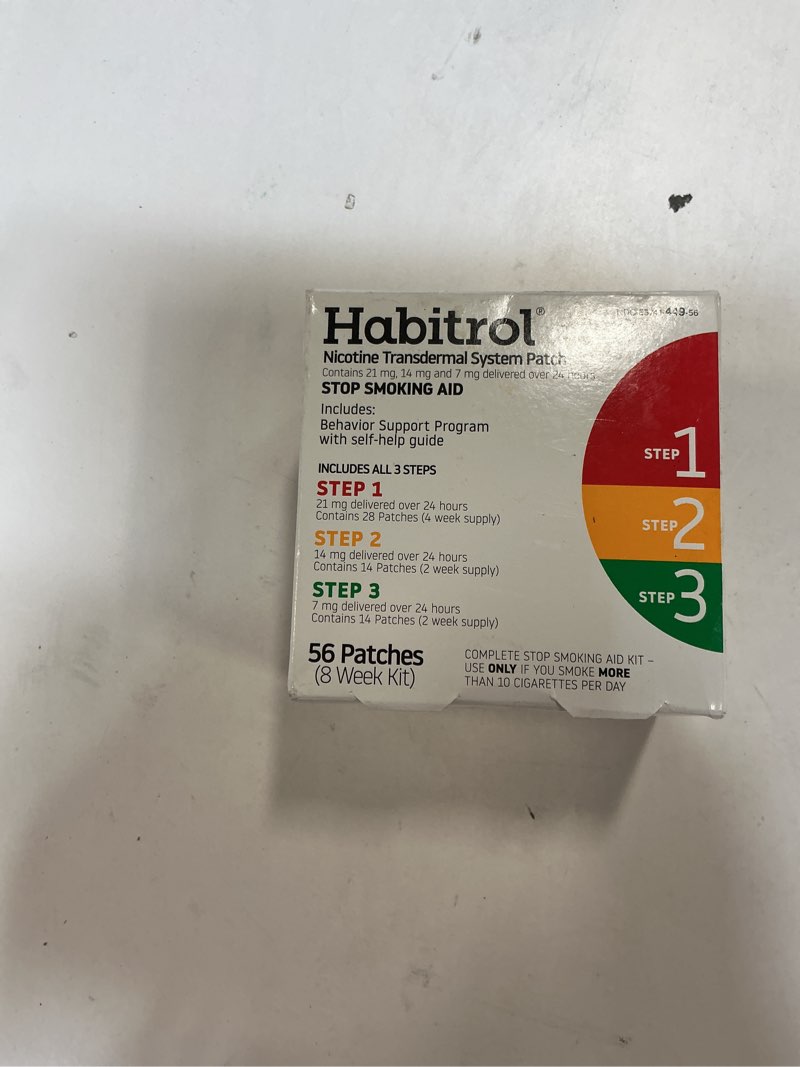 Habitrol®
449-56
Nicotine Transdermal System Patch
Contains 21 mg, 14 mg and 7 mg delivered over 24 hours
STOP SMOKING AID
Includes:
Behavior Support Program
with self-help guide
INCLUDES ALL 3 STEPS
STEP 1
21 mg delivered over 24 hours
Contains 28 Patches (4 week supply)
STEP 2
14 mg delivered over 24 hours
Contains 14 Patches (2 week supply)
STEP 3
7 mg delivered over 24 hours
Contains 14 Patches (2 week supply)
56 Patches
(8 Week Kit)
COMPLETE STOP SMOKING AID KIT –
USE ONLY IF YOU SMOKE MORE
THAN 10 CIGARETTES PER DAY
STEP 1
STEP 2
STEP 3